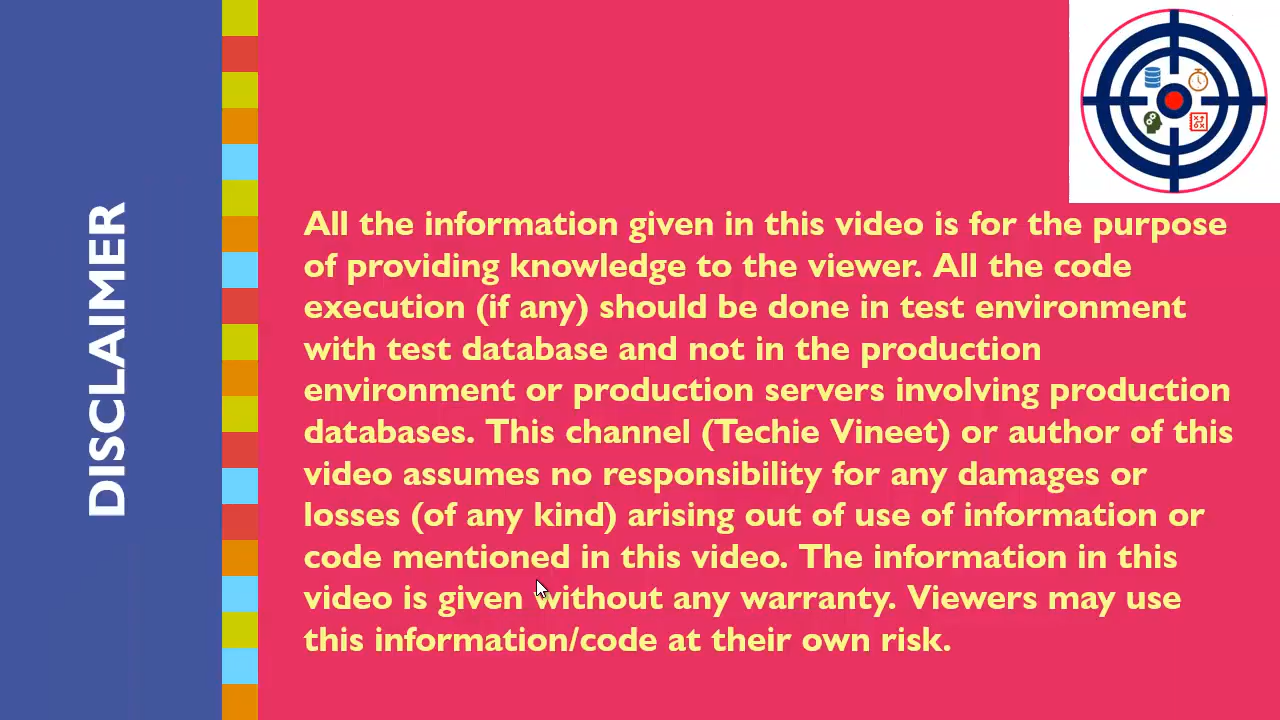 DISCLAIMER
All the information given in this video is for the purpose
of providing knowledge to the viewer. All the code
execution (if any) should be done in test environment
with test database and not in the production
environment or production servers involving production
databases. This channel (Techie Vineet) or author of this
video assumes no responsibility for any damages or
losses (of any kind) arising out of use of information or
code mentioned in this video. The information in this
video is given without any warranty. Viewers may use
this information/code at their own risk.